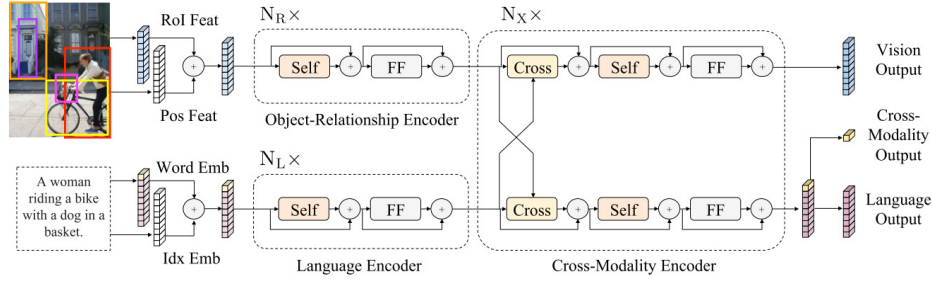 RoI Feat
Pos Feat
+
N_R×
Self
+
FF
+
Object-Relationship Encoder
N_X×
Cross
+
Self
+
FF
+
Vision
Output
Cross-
Modality
Output
A woman
riding a bike
with a dog in a
basket.
Word Emb
+
Idx Emb
N_L×
Self
+
FF
+
Language Encoder
Cross
+
Self
+
FF
+
Cross-Modality Encoder
Language
Output